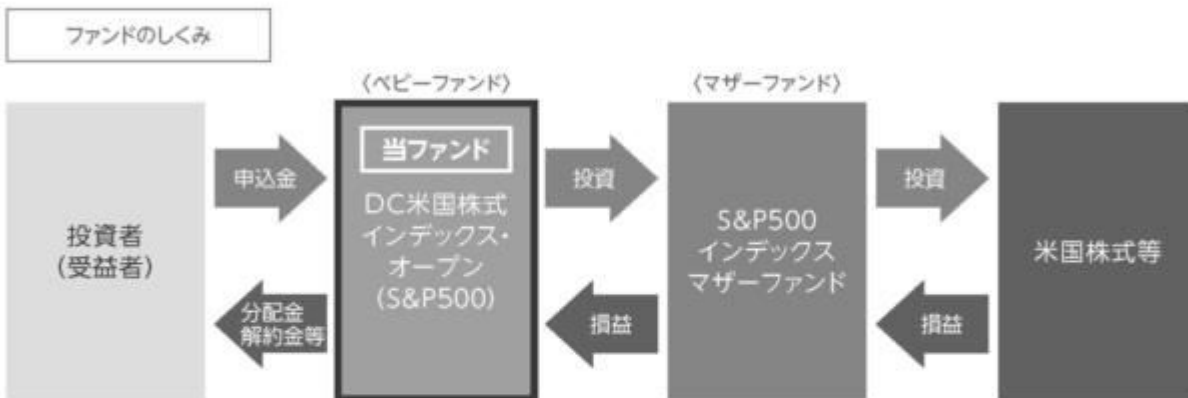 ファンドのしくみ
〈ベビーファンド〉
〈マザーファンド〉
投資者
(受益者)
申込金
分配金
解約金等
当ファンド
DC米国株式
インデックス・
オープン
(S&P500)
投資
損益
S&P500
インデックス
マザーファンド
投資
損益
米国株式等